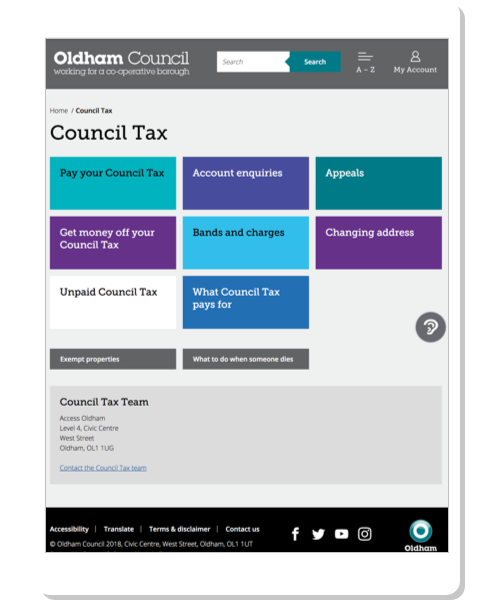 Oldham Council
working for a co-operative borough
Search
Search
A – Z
My Account
Home / Council Tax
Council Tax
Pay your Council Tax
Account enquiries
Appeals
Get money off your
Council Tax
Bands and charges
Changing address
Unpaid Council Tax
What Council Tax
pays for
Exempt properties
What to do when someone dies
Council Tax Team
Access Oldham
Level 4, Civic Centre
West Street
Oldham, OL1 1UG
Contact the Council Tax team
Accessibility | Translate | Terms & disclaimer | Contact us
© Oldham Council 2018, Civic Centre, West Street, Oldham, OL1 1UT
Oldham